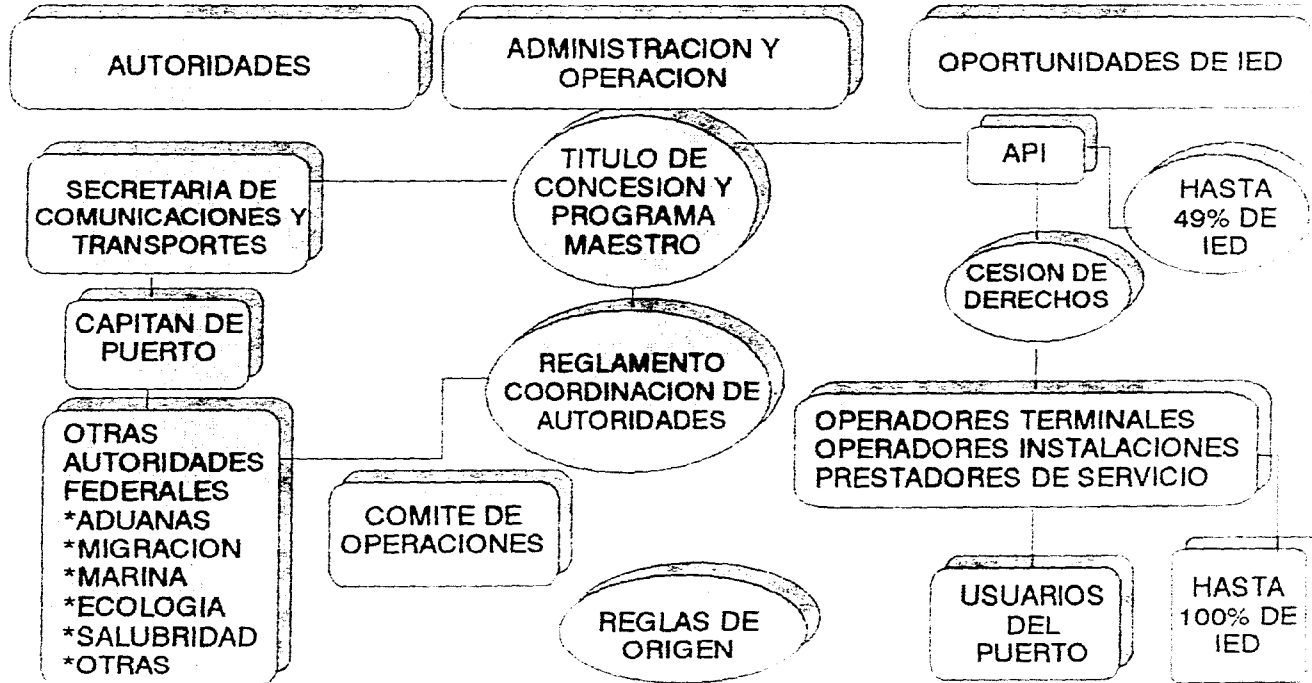 AUTORIDADES
ADMINISTRACION Y
OPERACION
OPORTUNIDADES DE IED
SECRETARIA DE
COMUNICACIONES Y
TRANSPORTES
TITULO DE
CONCESION Y
PROGRAMA
MAESTRO
API
HASTA
49% DE
IED
CESION DE
DERECHOS
CAPITAN DE
PUERTO
REGLAMENTO
COORDINACION DE
AUTORIDADES
OPERADORES TERMINALES
OPERADORES INSTALACIONES
PRESTADORES DE SERVICIO
OTRAS
AUTORIDADES
FEDERALES
*ADUANAS
*MIGRACION
*MARINA
*ECOLOGIA
*SALUBRIDAD
*OTRAS
COMITE DE
OPERACIONES
REGLAS DE
ORIGEN
USUARIOS
DEL
PUERTO
HASTA
100% DE
IED